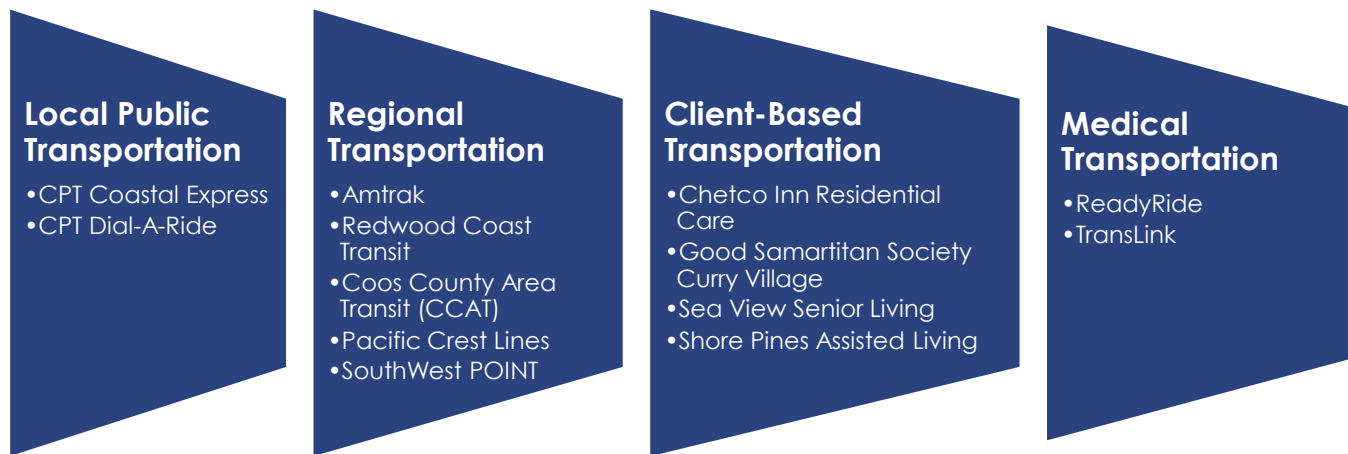 Local Public
Transportation
•CPT Coastal Express
•CPT Dial-A-Ride
Regional
Transportation
•Amtrak
•Redwood Coast
Transit
•Coos County Area
Transit (CCAT)
•Pacific Crest Lines
•SouthWest POINT
Client-Based
Transportation
•Chetco Inn Residential
Care
•Good Samartitan Society
Curry Village
•Sea View Senior Living
•Shore Pines Assisted Living
Medical
Transportation
•ReadyRide
•TransLink